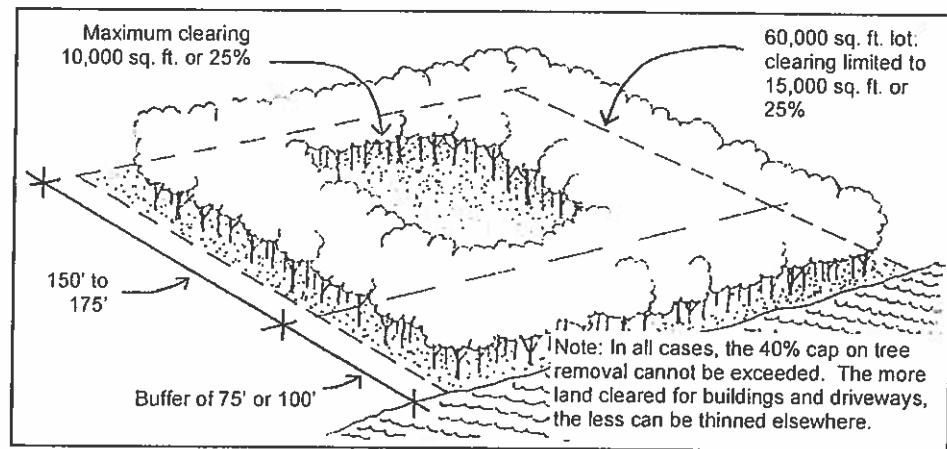 Maximum clearing
10,000 sq. ft. or 25%
60,000 sq. ft. lot:
clearing limited to
15,000 sq. ft. or
25%
150' to
175'
Buffer of 75' or 100'
Note: In all cases, the 40% cap on tree
removal cannot be exceeded. The more
land cleared for buildings and driveways,
the less can be thinned elsewhere.